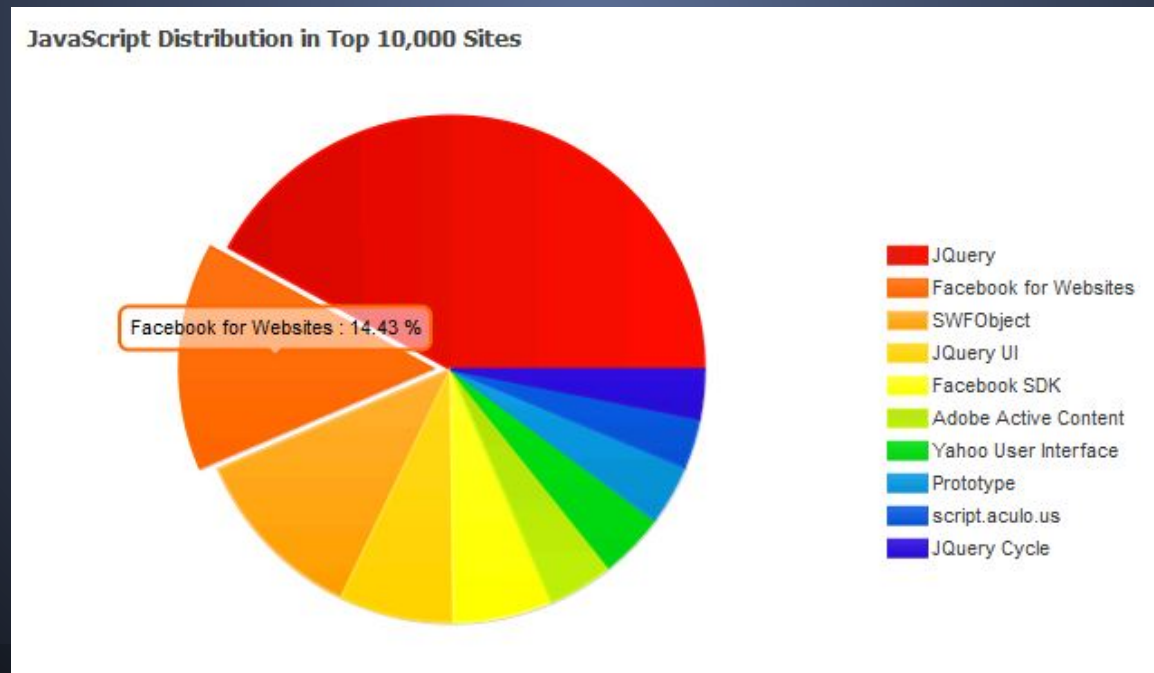 JavaScript Distribution in Top 10,000 Sites
Facebook for Websites : 14.43 %
JQuery
Facebook for Websites
SWFObject
JQuery UI
Facebook SDK
Adobe Active Content
Yahoo User Interface
Prototype
script.aculo.us
JQuery Cycle